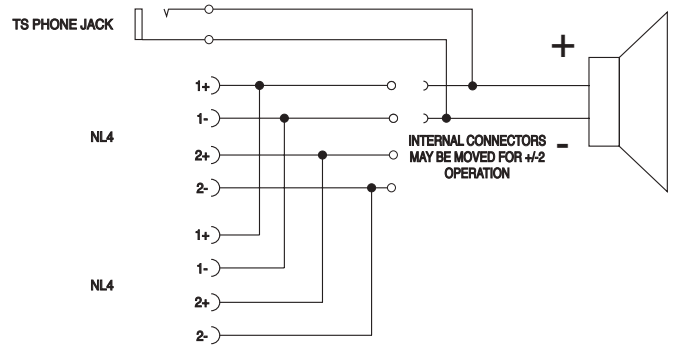 TS PHONE JACK
+
1+
1-
NL4
2+
2-
INTERNAL CONNECTORS
MAY BE MOVED FOR +/-2
OPERATION
-
1+
1-
NL4
2+
2-